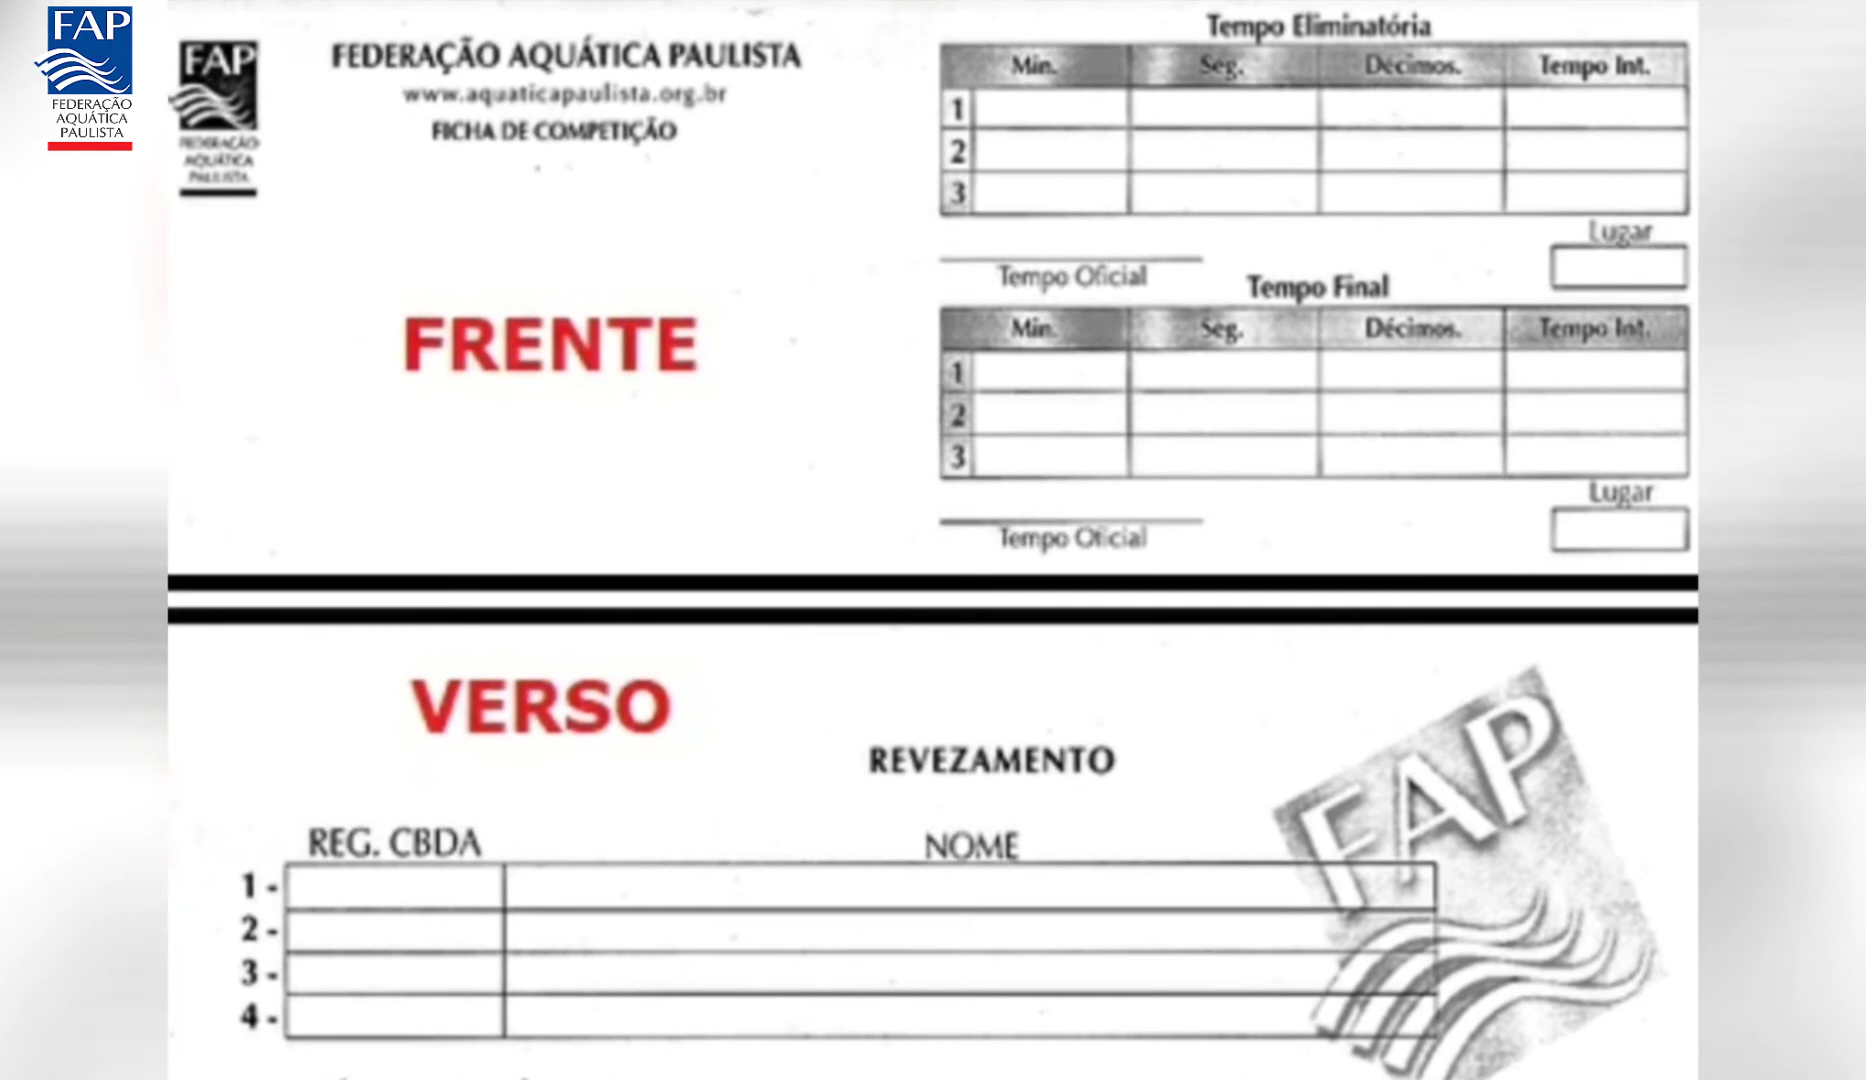 FAP
FEDERAÇÃO
AQUÁTICA
PAULISTA
FAP
FEDERAÇÃO
AQUÁTICA
PAULISTA
FEDERAÇÃO AQUÁTICA PAULISTA
www.aquaticapaulista.org.br
FICHA DE COMPETIÇÃO
FRENTE
Tempo Eliminatória
Min. Seg. Décimos. Tempo Int.
1
2
3
Lugar
Tempo Oficial
Tempo Final
Min. Seg. Décimos. Tempo Int.
1
2
3
Lugar
Tempo Oficial
VERSO
REVEZAMENTO
FAP
REG. CBDA NOME
1 -
2 -
3 -
4 -